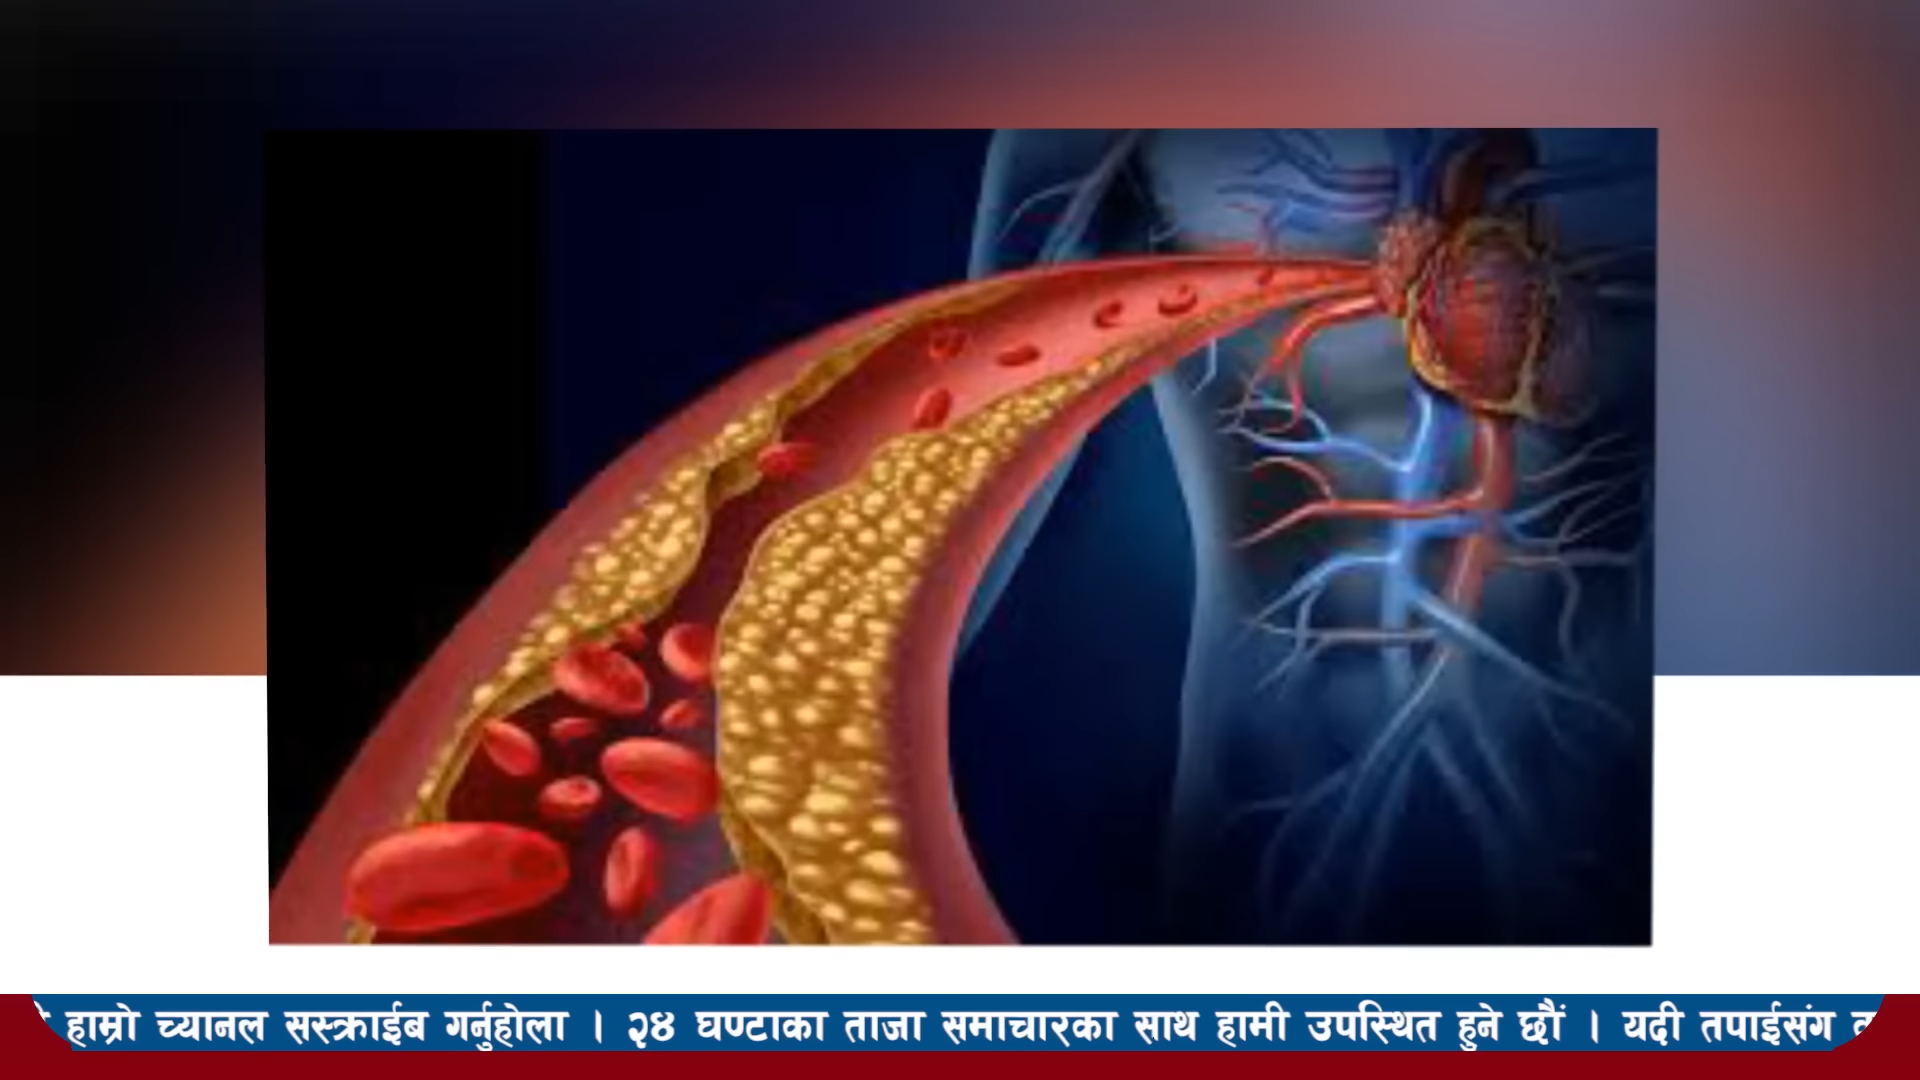 हाम्रो च्यानल सस्क्राईब गर्नुहोला । २४ घण्टाका ताजा समाचारका साथ हामी उपस्थित हुने छौं । यदी तपाईसंग